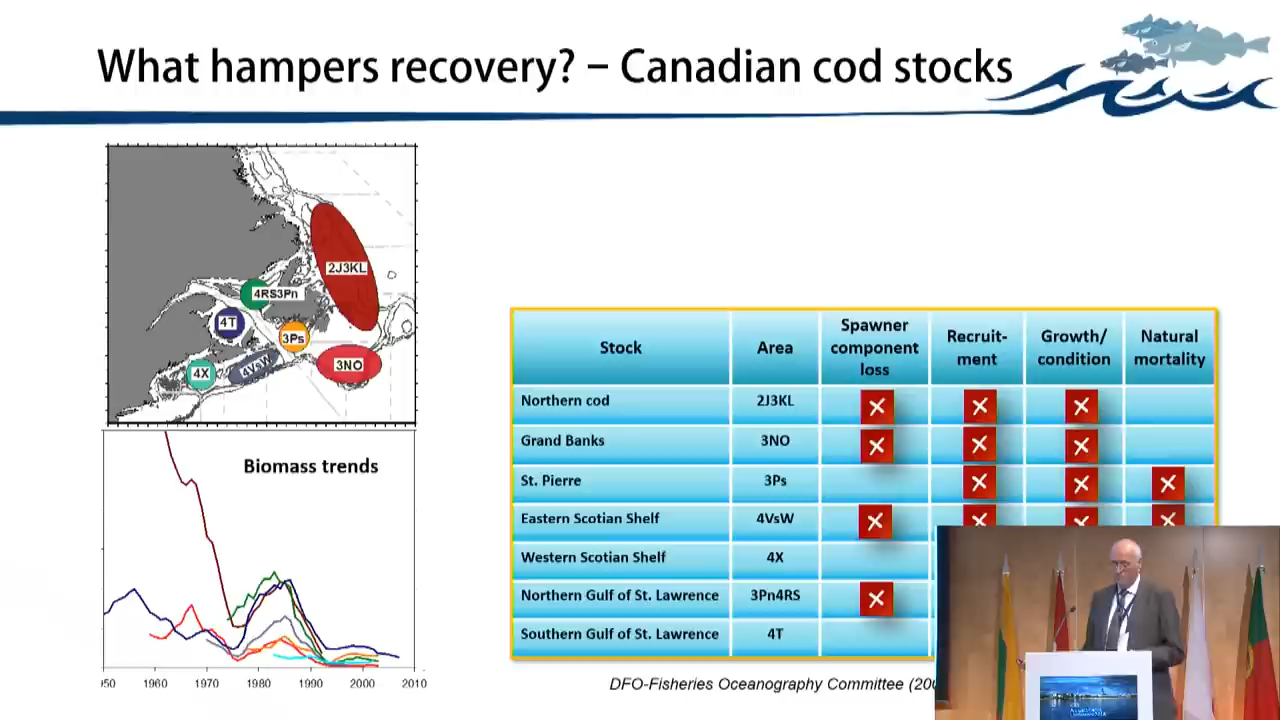 What hampers recovery? – Canadian cod stocks
2J3KL
4RS3Pn
4T
3Ps
4X
4VsW
3NO
Biomass trends
1960 1970 1980 1990 2000 2010
Stock Area Spawner component loss Recruit-ment Growth/condition Natural mortality
Northern cod 2J3KL
Grand Banks 3NO
St. Pierre 3Ps
Eastern Scotian Shelf 4VsW
Western Scotian Shelf 4X
Northern Gulf of St. Lawrence 3Pn4RS
Southern Gulf of St. Lawrence 4T
DFO-Fisheries Oceanography Committee